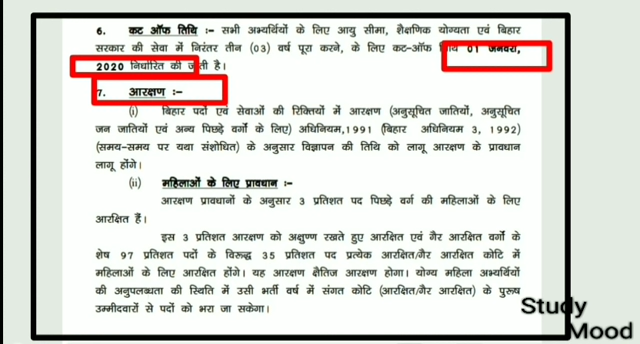 6. कट ऑफ तिथि :- सभी अभ्यर्थियों के लिए आयु सीमा, शैक्षणिक योग्यता एवं बिहार
सरकार की सेवा में निरंतर तीन (03) वर्ष पूरा करने, के लिए कट-ऑफ तिथि 01 जनवरी,
2020 निर्धारित की जाती है।
7. आरक्षण :-
(i) बिहार पदों एवं सेवाओं की रिक्तियों में आरक्षण (अनुसूचित जातियों, अनुसूचित
जन जातियों एवं अन्य पिछड़े वर्गो के लिए) अधिनियम,1991 (बिहार अधिनियम 3, 1992)
(समय-समय पर यथा संशोधित) के अनुसार विज्ञापन की तिथि को लागू आरक्षण के प्रावधान
लागू होंगे।
(ii) महिलाओं के लिए प्रावधान :-
आरक्षण प्रावधानों के अनुसार 3 प्रतिशत पद पिछड़े वर्ग की महिलाओं के लिए
आरक्षित हैं।
इस 3 प्रतिशत आरक्षण को अक्षुण्ण रखते हुए आरक्षित एवं गैर आरक्षित वर्गो के
शेष 97 प्रतिशत पदों के विरूद्ध 35 प्रतिशत पद प्रत्येक आरक्षित/गैर आरक्षित कोटि में
महिलाओं के लिए आरक्षित होंगे। यह आरक्षण क्षैतिज आरक्षण होगा। योग्य महिला अभ्यर्थियों
की अनुपलब्धता की स्थिति में उसी भर्ती वर्ष में संगत कोटि (आरक्षित/गैर आरक्षित) के पुरूष
उम्मीदवारों से पदों को भरा जा सकेगा।
Study
Mood